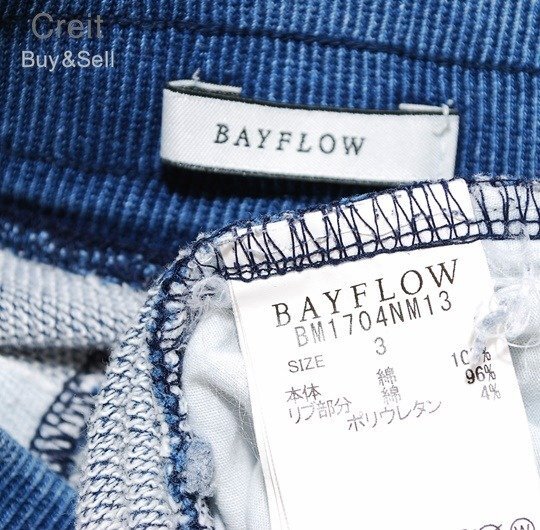 Creit
Buy&Sell
BAYFLOW
BAYFLOW
BM1704NM13
SIZE 3
本体 綿 100%
リブ部分 綿 96%
ポリウレタン 4%